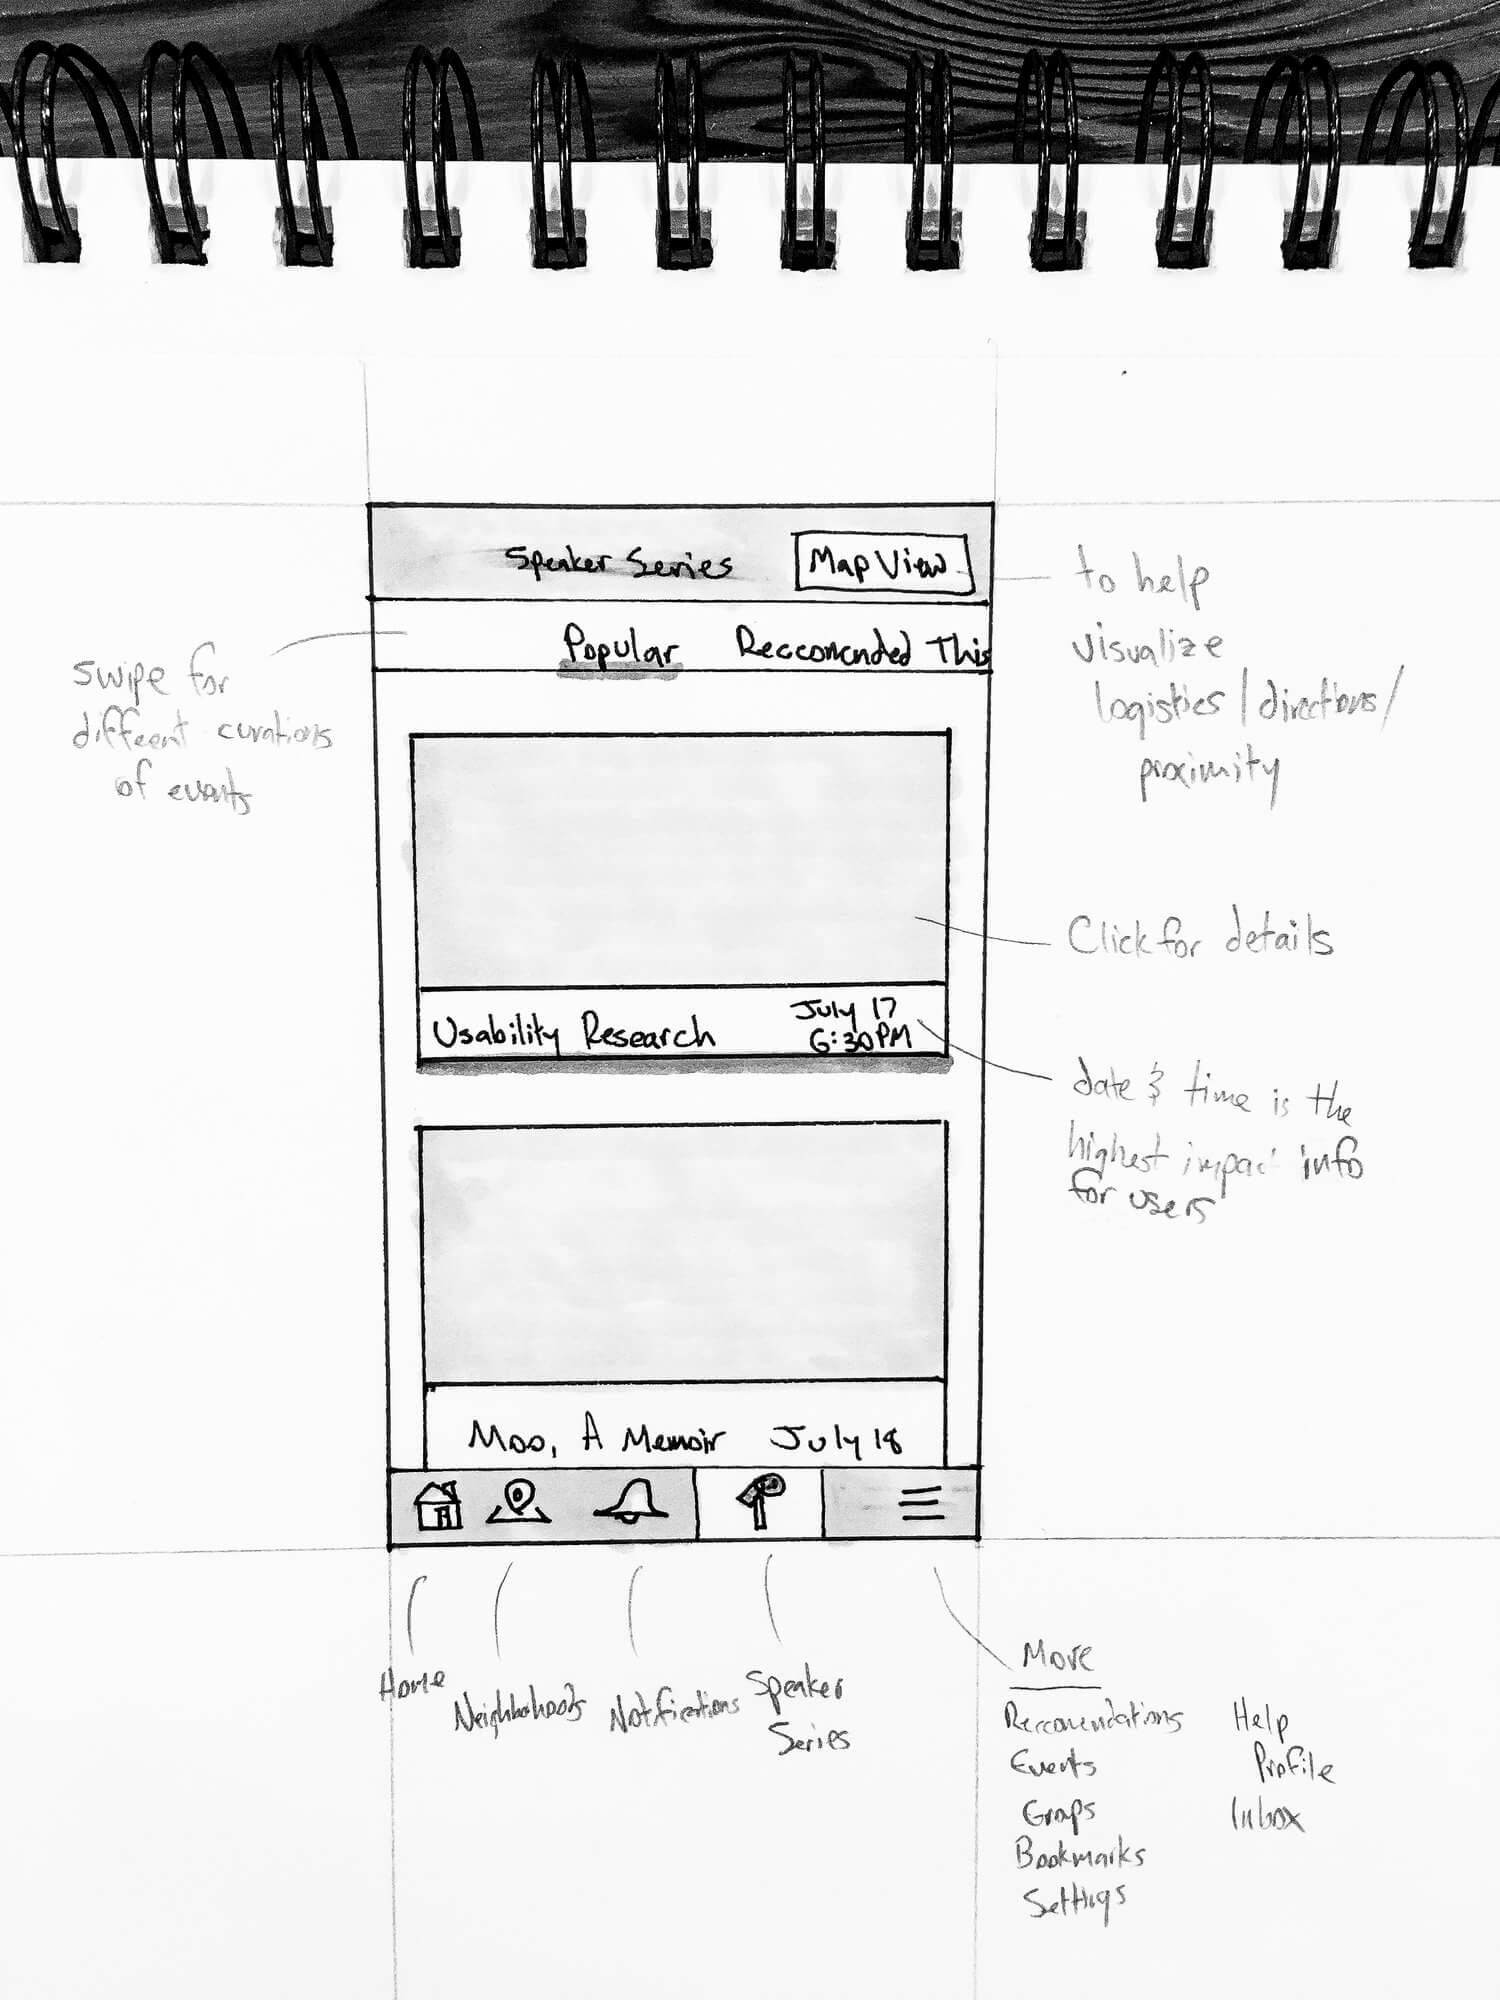 Speaker Series
Map View
Popular Reccomended This
swipe for
different curations
of events
to help
visualize
logistics/directions/
proximity
Click for details
Usability Research
July 17
6:30PM
date & time is the
highest impact info
for users
Moo, A Memoir July 18
Home
Neighborhoods
Notifications
Speaker
Series
More
Reccomendations
Events
Groups
Bookmarks
Settings
Help
Profile
Inbox